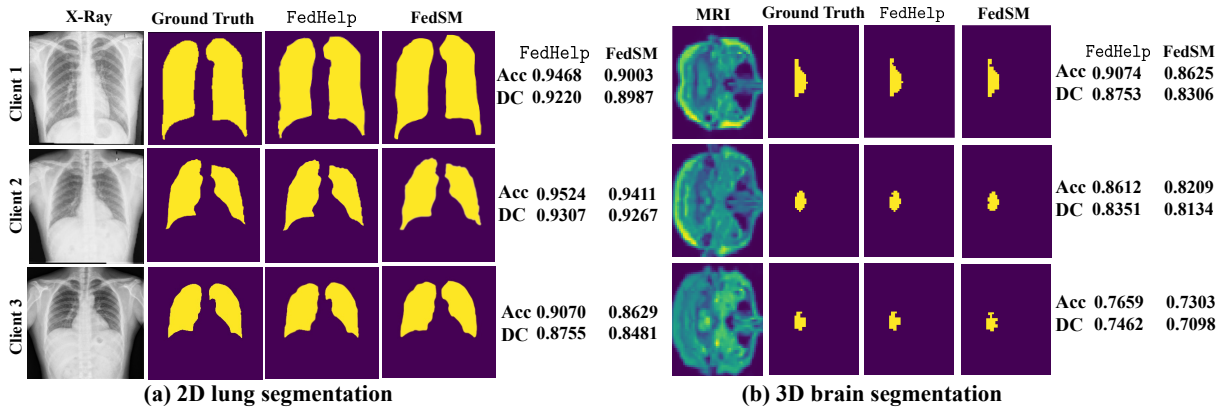 X-Ray Ground Truth FedHelp FedSM
FedHelp FedSM
Client 1
Acc 0.9468 0.9003
DC 0.9220 0.8987
Client 2
Acc 0.9524 0.9411
DC 0.9307 0.9267
Client 3
Acc 0.9070 0.8629
DC 0.8755 0.8481
(a) 2D lung segmentation
MRI Ground Truth FedHelp FedSM
FedHelp FedSM
Acc 0.9074 0.8625
DC 0.8753 0.8306
Acc 0.8612 0.8209
DC 0.8351 0.8134
Acc 0.7659 0.7303
DC 0.7462 0.7098
(b) 3D brain segmentation